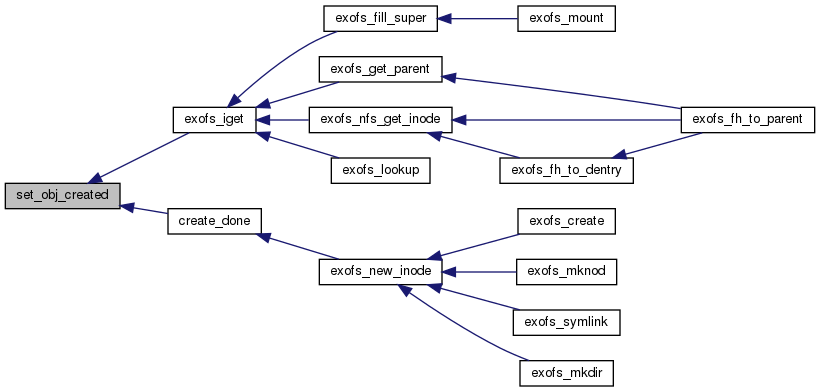 exofs_fill_super
exofs_mount
exofs_get_parent
exofs_iget
exofs_nfs_get_inode
exofs_fh_to_parent
exofs_lookup
exofs_fh_to_dentry
set_obj_created
create_done
exofs_create
exofs_new_inode
exofs_mknod
exofs_symlink
exofs_mkdir